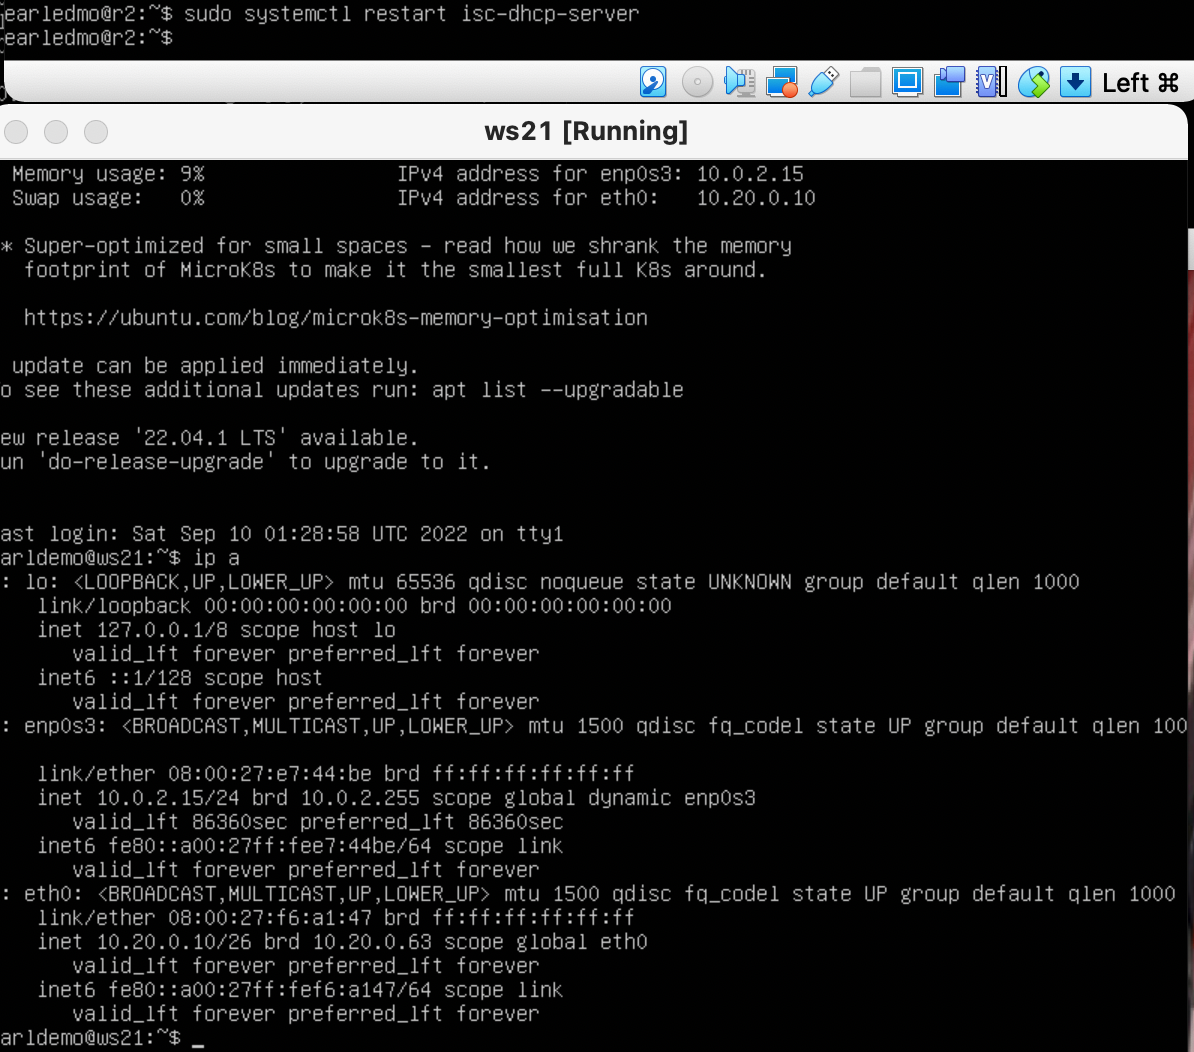 earledmo@r2:~$ sudo systemctl restart isc-dhcp-server
earledmo@r2:~$
Left ⌘
ws21 [Running]
Memory usage: 9% IPv4 address for enp0s3: 10.0.2.15
Swap usage: 0% IPv4 address for eth0: 10.20.0.10
* Super-optimized for small spaces - read how we shrank the memory
footprint of MicroK8s to make it the smallest full K8s around.
https://ubuntu.com/blog/microk8s-memory-optimisation
update can be applied immediately.
o see these additional updates run: apt list --upgradable
ew release '22.04.1 LTS' available.
un 'do-release-upgrade' to upgrade to it.
ast login: Sat Sep 10 01:28:58 UTC 2022 on tty1
arldemo@ws21:~$ ip a
: lo: <LOOPBACK,UP,LOWER_UP> mtu 65536 qdisc noqueue state UNKNOWN group default qlen 1000
link/loopback 00:00:00:00:00:00 brd 00:00:00:00:00:00
inet 127.0.0.1/8 scope host lo
valid_lft forever preferred_lft forever
inet6 ::1/128 scope host
valid_lft forever preferred_lft forever
: enp0s3: <BROADCAST,MULTICAST,UP,LOWER_UP> mtu 1500 qdisc fq_codel state UP group default qlen 100
link/ether 08:00:27:e7:44:be brd ff:ff:ff:ff:ff:ff
inet 10.0.2.15/24 brd 10.0.2.255 scope global dynamic enp0s3
valid_lft 86360sec preferred_lft 86360sec
inet6 fe80::a00:27ff:fee7:44be/64 scope link
valid_lft forever preferred_lft forever
: eth0: <BROADCAST,MULTICAST,UP,LOWER_UP> mtu 1500 qdisc fq_codel state UP group default qlen 1000
link/ether 08:00:27:f6:a1:47 brd ff:ff:ff:ff:ff:ff
inet 10.20.0.10/26 brd 10.20.0.63 scope global eth0
valid_lft forever preferred_lft forever
inet6 fe80::a00:27ff:fef6:a147/64 scope link
valid_lft forever preferred_lft forever
arldemo@ws21:~$ _